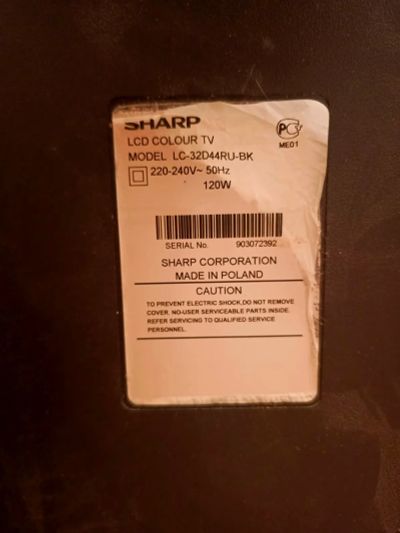 SHARP
LCD COLOUR TV
MODEL LC-32D44RU-BK
220-240V~ 50Hz
120W
РС
ME01
SERIAL No. 903072392
SHARP CORPORATION
MADE IN POLAND
CAUTION
TO PREVENT ELECTRIC SHOCK,DO NOT REMOVE
COVER. NO-USER SERVICEABLE PARTS INSIDE.
REFER SERVICING TO QUALIFIED SERVICE
PERSONNEL.